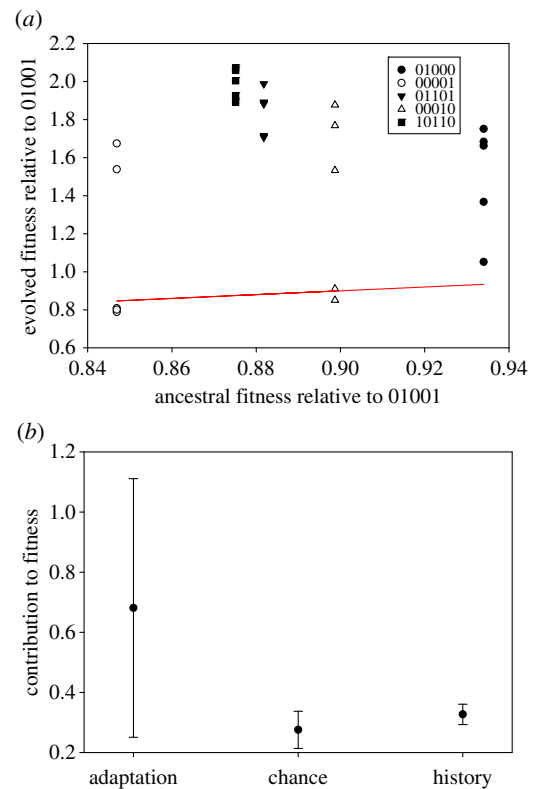 (a)
2.2
2.0
1.8
1.6
1.4
1.2
1.0
0.8
0.6
evolved fitness relative to 01001
01000
00001
01101
00010
10110
0.84 0.86 0.88 0.90 0.92 0.94
ancestral fitness relative to 01001
(b)
1.2
1.0
0.8
0.6
0.4
0.2
contribution to fitness
adaptation chance history